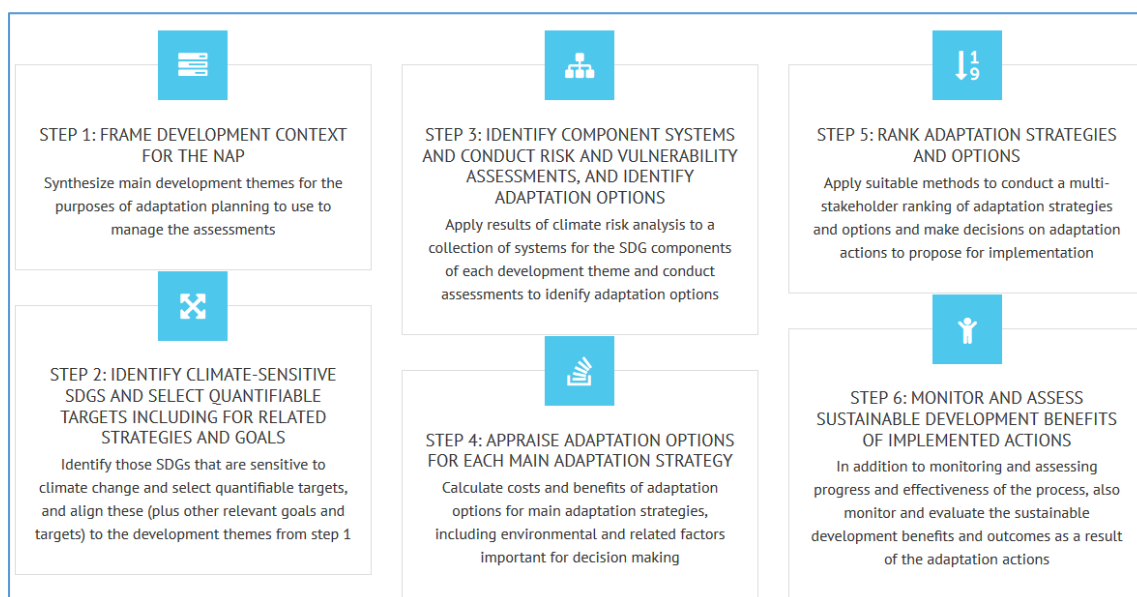 STEP 1: FRAME DEVELOPMENT CONTEXT
FOR THE NAP
Synthesize main development themes for the
purposes of adaptation planning to use to
manage the assessments
STEP 2: IDENTIFY CLIMATE-SENSITIVE
SDGS AND SELECT QUANTIFIABLE
TARGETS INCLUDING FOR RELATED
STRATEGIES AND GOALS
Identify those SDGs that are sensitive to
climate change and select quantifiable targets,
and align these (plus other relevant goals and
targets) to the development themes from step 1
STEP 3: IDENTIFY COMPONENT SYSTEMS
AND CONDUCT RISK AND VULNERABILITY
ASSESSMENTS, AND IDENTIFY
ADAPTATION OPTIONS
Apply results of climate risk analysis to a
collection of systems for the SDG components
of each development theme and conduct
assessments to idenify adaptation options
STEP 4: APPRAISE ADAPTATION OPTIONS
FOR EACH MAIN ADAPTATION STRATEGY
Calculate costs and benefits of adaptation
options for main adaptation strategies,
including environmental and related factors
important for decision making
1
9
STEP 5: RANK ADAPTATION STRATEGIES
AND OPTIONS
Apply suitable methods to conduct a multi-
stakeholder ranking of adaptation strategies
and options and make decisions on adaptation
actions to propose for implementation
STEP 6: MONITOR AND ASSESS
SUSTAINABLE DEVELOPMENT BENEFITS
OF IMPLEMENTED ACTIONS
In addition to monitoring and assessing
progress and effectiveness of the process, also
monitor and evaluate the sustainable
development benefits and outcomes as a result
of the adaptation actions